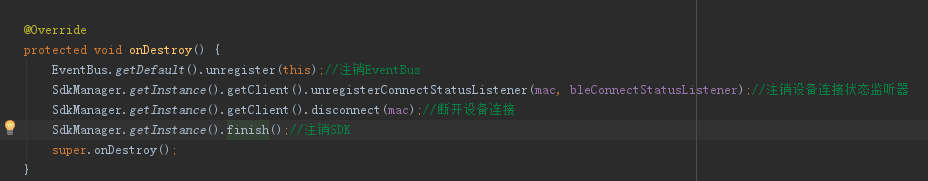 @Override
protected void onDestroy() {
EventBus.getDefault().unregister(this);//注销EventBus
SdkManager.getInstance().getClient().unregisterConnectStatusListener(mac, bleConnectStatusListener);//注销设备连接状态监听器
SdkManager.getInstance().getClient().disconnect(mac);//断开设备连接
SdkManager.getInstance().finish();//注销SDK
super.onDestroy();
}